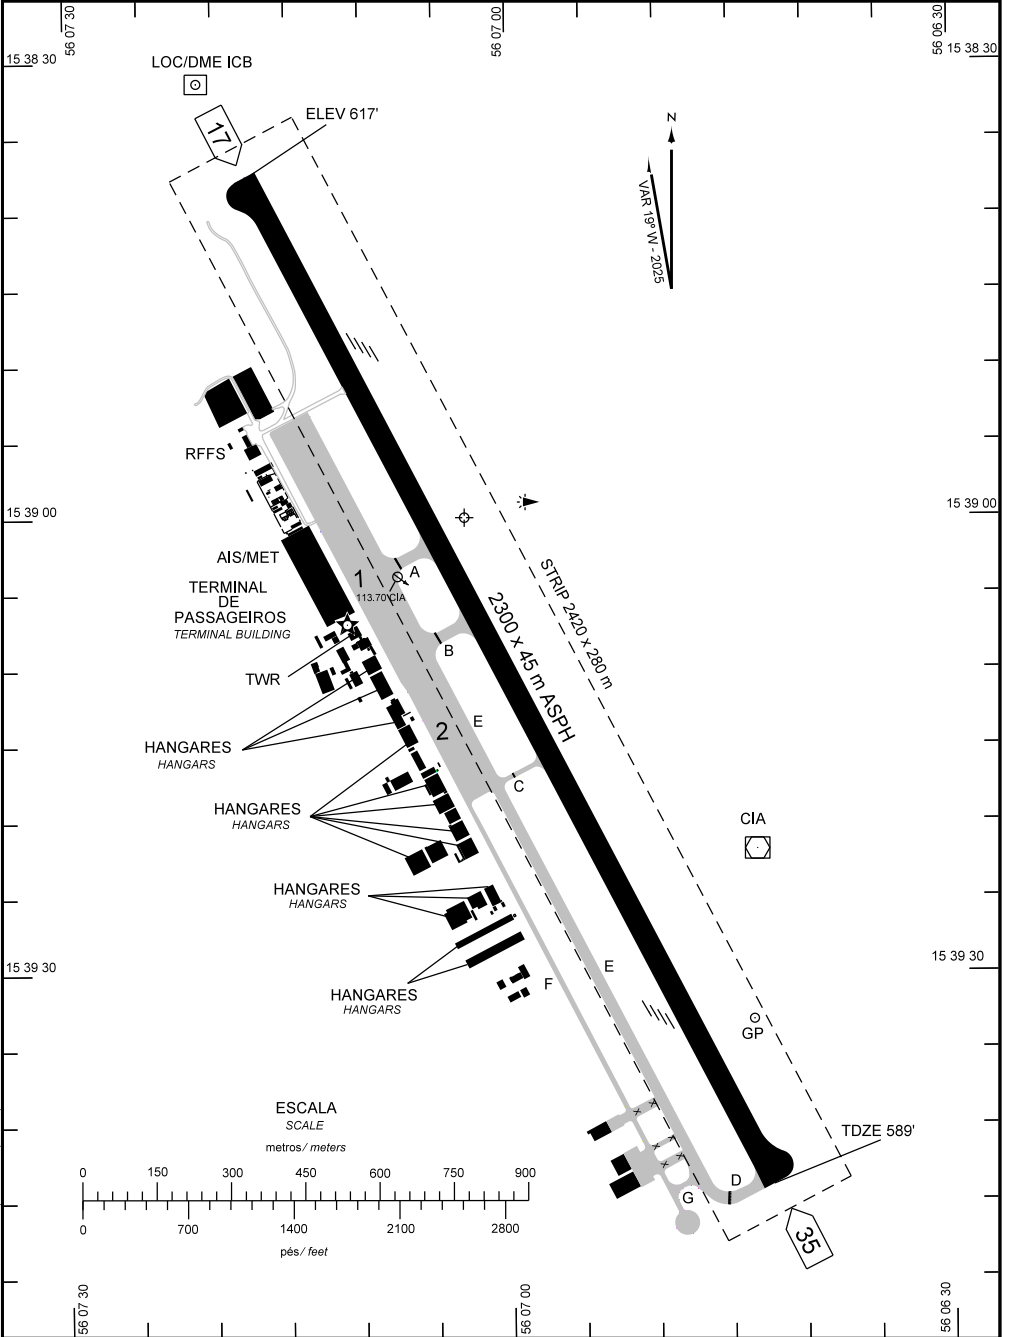 56 07 30
56 07 00
56 06 30
15 38 30
15 38 30
LOC/DME ICB
17
ELEV 617'
N
VAR 19º W - 2025
RFFS
15 39 00
15 39 00
AIS/MET
1
A
113.70 CIA
TERMINAL
DE
PASSAGEIROS
TERMINAL BUILDING
STRIP 2420 x 280 m
2300 x 45 m ASPH
B
TWR
E
2
HANGARES
HANGARS
C
HANGARES
HANGARS
CIA
HANGARES
HANGARS
15 39 30
15 39 30
E
F
HANGARES
HANGARS
GP
ESCALA
SCALE
metros / meters
0 150 300 450 600 750 900
0 700 1400 2100 2800
pés / feet
TDZE 589'
D
G
35
56 07 30
56 07 00
56 06 30